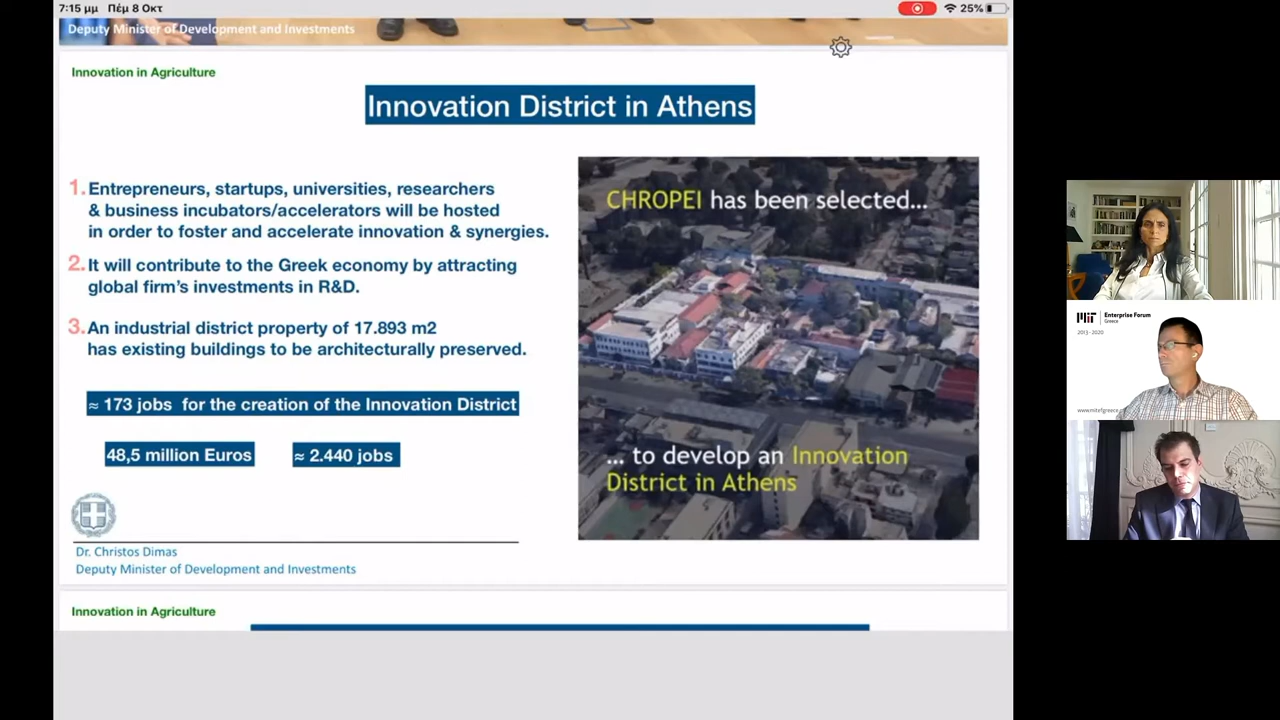 7:15 μμ Πέμ 8 Οκτ
25%
Deputy Minister of Development and Investments
Innovation in Agriculture
Innovation District in Athens
1. Entrepreneurs, startups, universities, researchers
& business incubators/accelerators will be hosted
in order to foster and accelerate innovation & synergies.
2. It will contribute to the Greek economy by attracting
global firm's investments in R&D.
3. An industrial district property of 17.893 m2
has existing buildings to be architecturally preserved.
≈ 173 jobs for the creation of the Innovation District
48,5 million Euros ≈ 2.440 jobs
Dr. Christos Dimas
Deputy Minister of Development and Investments
CHROPEI has been selected...
... to develop an Innovation
District in Athens
Innovation in Agriculture
MIT Enterprise Forum
Greece
2013 - 2020